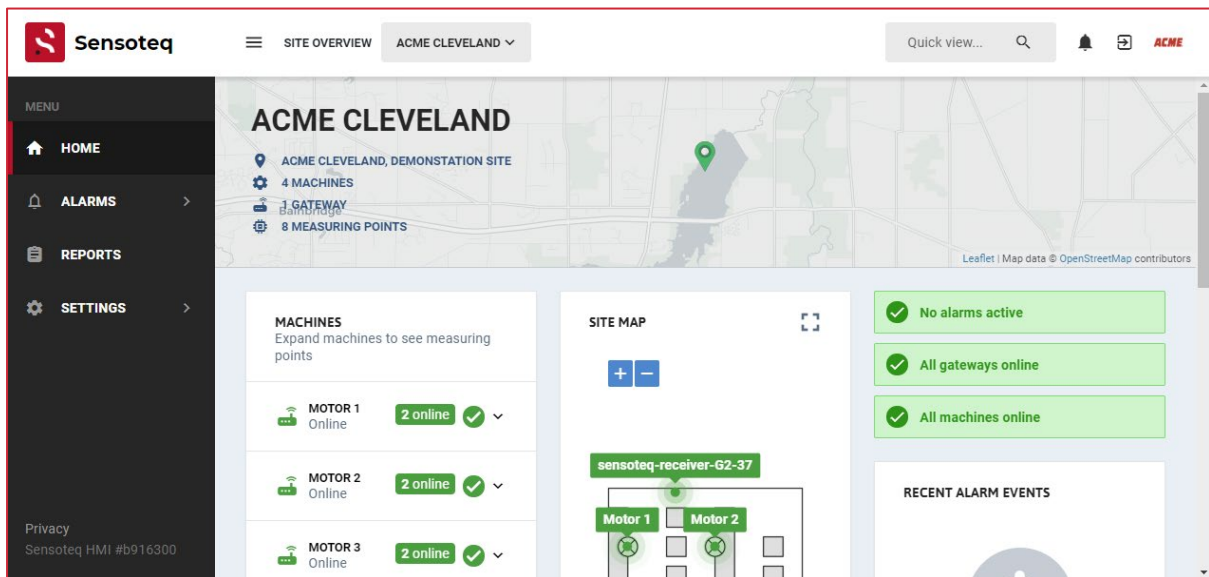 Sensoteq
SITE OVERVIEW
ACME CLEVELAND
Quick view...
ACME
MENU
HOME
ALARMS
REPORTS
SETTINGS
Privacy
Sensoteq HMI #b916300
ACME CLEVELAND
ACME CLEVELAND, DEMONSTATION SITE
4 MACHINES
1 GATEWAY
Bainbridge
8 MEASURING POINTS
Leaflet | Map data © OpenStreetMap contributors
MACHINES
Expand machines to see measuring
points
MOTOR 1
Online
2 online
MOTOR 2
Online
2 online
MOTOR 3
Online
2 online
SITE MAP
+ −
sensoteq-receiver-G2-37
Motor 1
Motor 2
No alarms active
All gateways online
All machines online
RECENT ALARM EVENTS